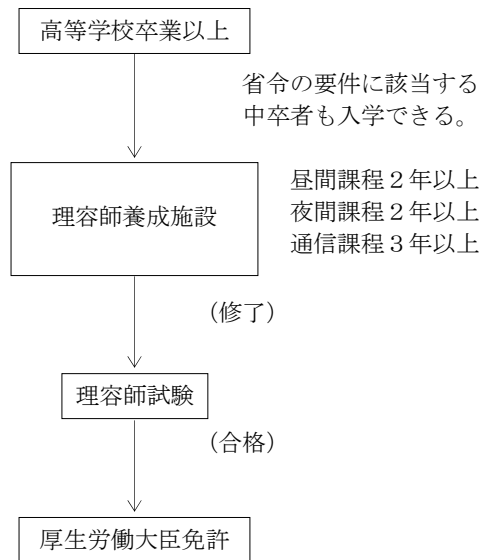 高等学校卒業以上
省令の要件に該当する
中卒者も入学できる。
理容師養成施設
昼間課程２年以上
夜間課程２年以上
通信課程３年以上
（修了）
理容師試験
（合格）
厚生労働大臣免許